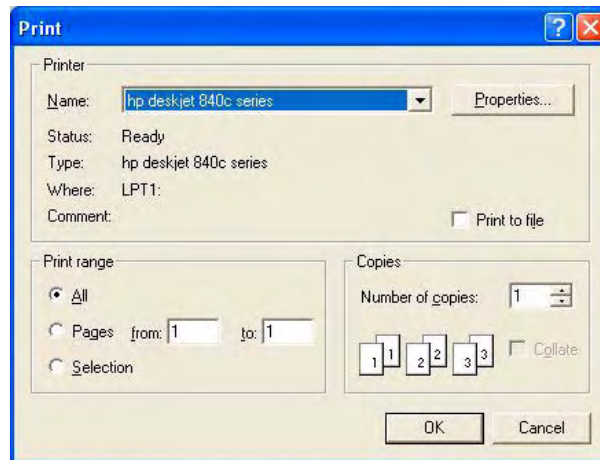 Print
Printer
Name: hp deskjet 840c series Properties...
Status: Ready
Type: hp deskjet 840c series
Where: LPT1:
Comment: Print to file
Print range
All
Pages from: 1 to: 1
Selection
Copies
Number of copies: 1
1 1 2 2 3 3 Collate
OK Cancel